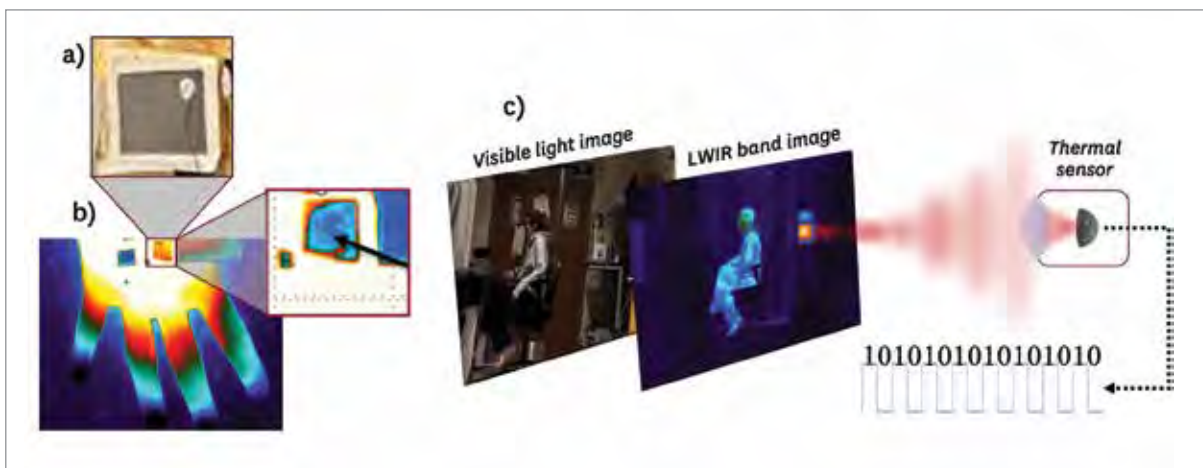 a)
b)
c)
Visible light image
LWIR band image
Thermal
sensor
1010101010101010